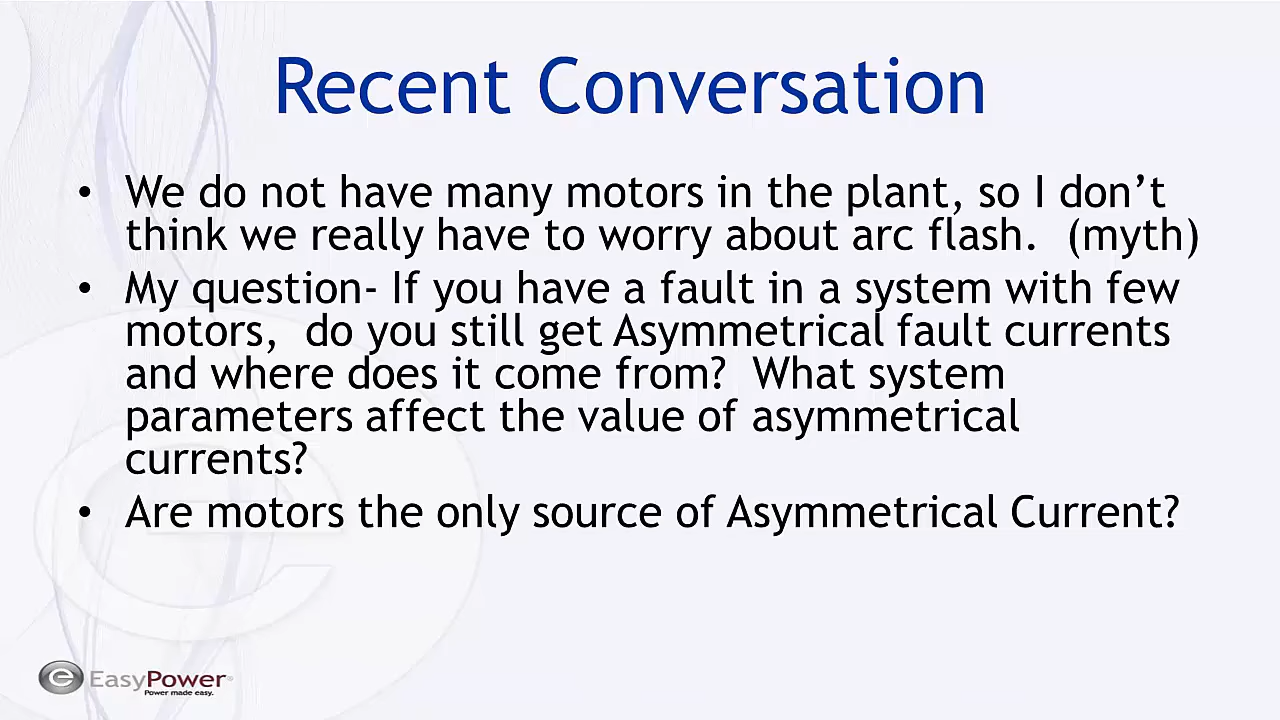 Recent Conversation
• We do not have many motors in the plant, so I don’t
think we really have to worry about arc flash.  (myth)
• My question- If you have a fault in a system with few
motors,  do you still get Asymmetrical fault currents
and where does it come from?  What system
parameters affect the value of asymmetrical
currents?
• Are motors the only source of Asymmetrical Current?
e EasyPower®
Power made easy.